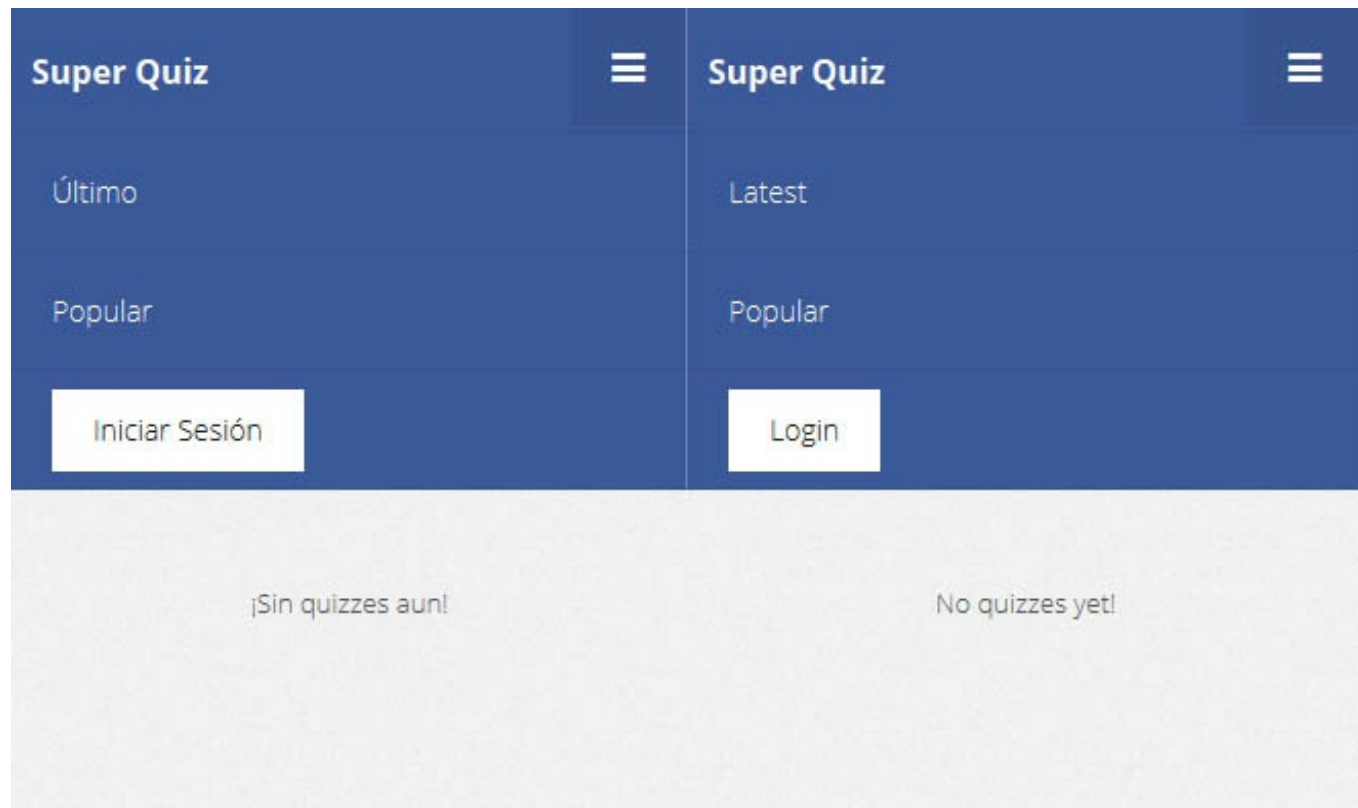 Super Quiz
Último
Popular
Iniciar Sesión
¡Sin quizzes aun!
Super Quiz
Latest
Popular
Login
No quizzes yet!